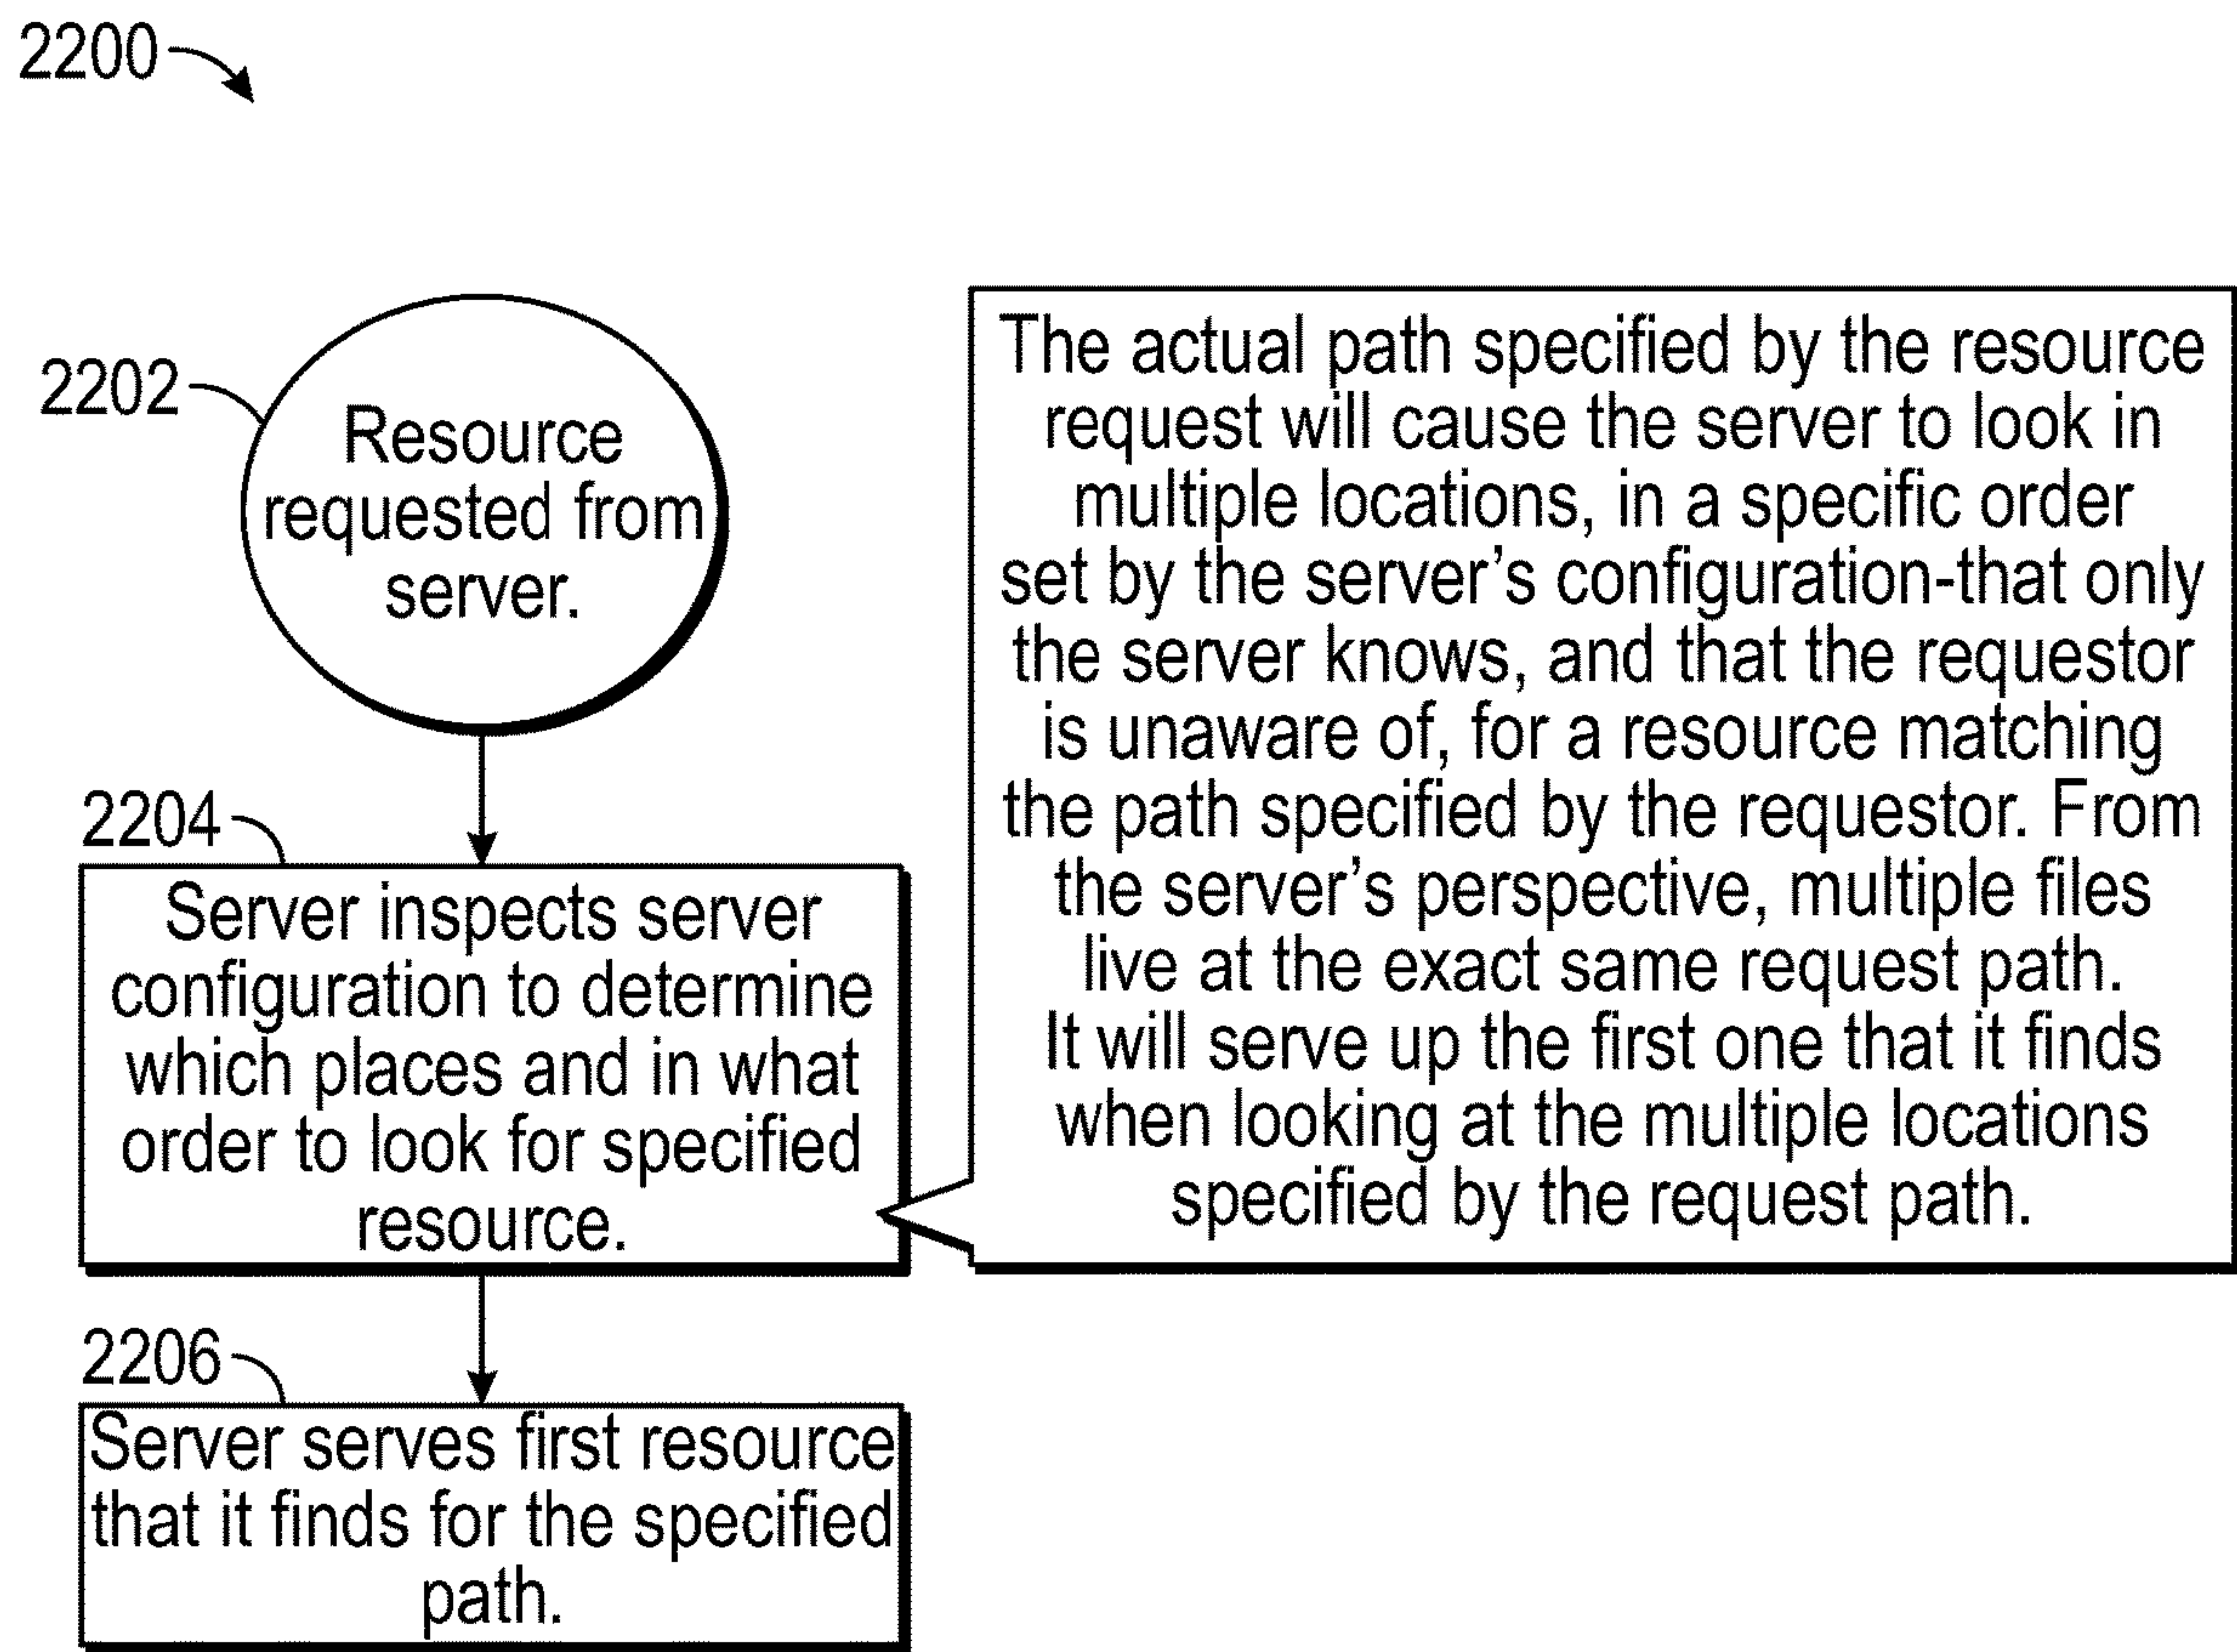 2200
2202
Resource
requested from
server.
2204
Server inspects server
configuration to determine
which places and in what
order to look for specified
resource.
The actual path specified by the resource
request will cause the server to look in
multiple locations, in a specific order
set by the server’s configuration-that only
the server knows, and that the requestor
is unaware of, for a resource matching
the path specified by the requestor. From
the server’s perspective, multiple files
live at the exact same request path.
It will serve up the first one that it finds
when looking at the multiple locations
specified by the request path.
2206
Server serves first resource
that it finds for the specified
path.